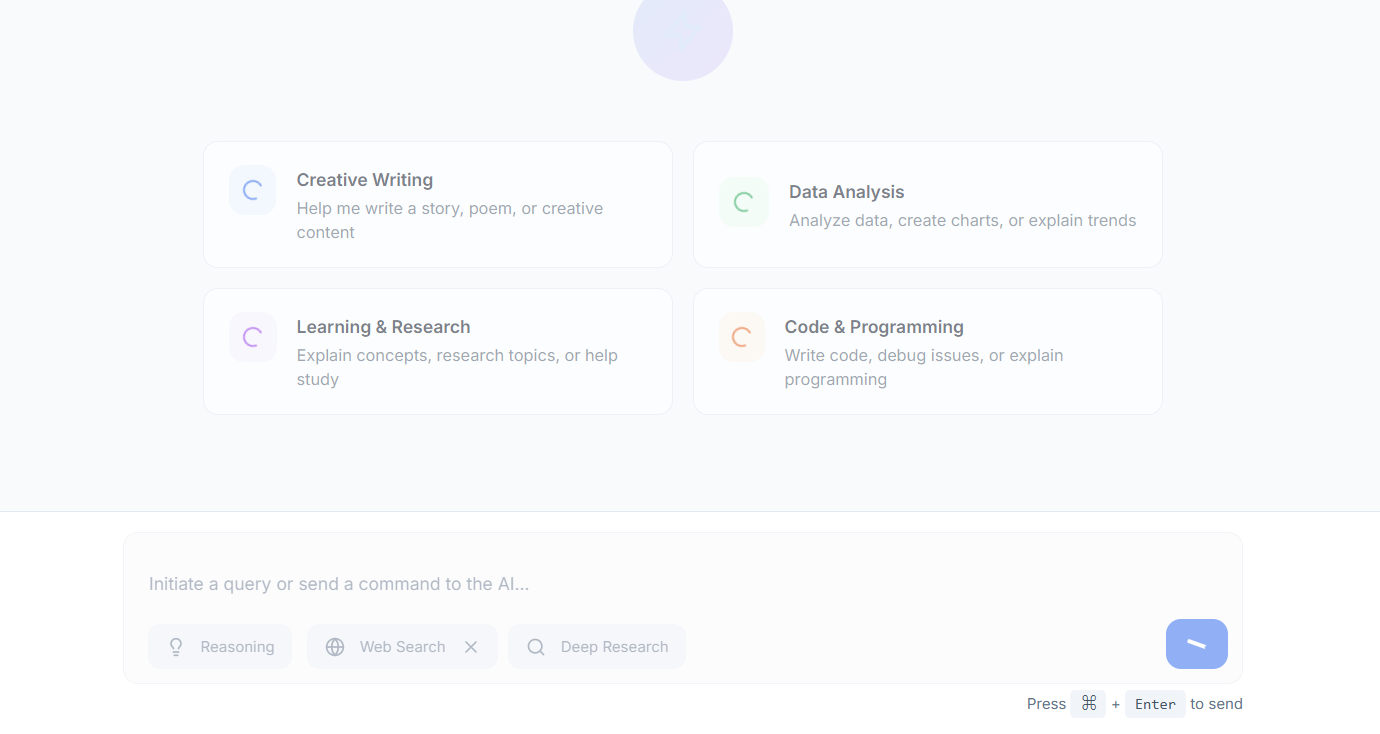 Creative Writing
Help me write a story, poem, or creative
content
Data Analysis
Analyze data, create charts, or explain trends
Learning & Research
Explain concepts, research topics, or help
study
Code & Programming
Write code, debug issues, or explain
programming
Initiate a query or send a command to the AI...
Reasoning
Web Search
Deep Research
Press ⌘ + Enter to send